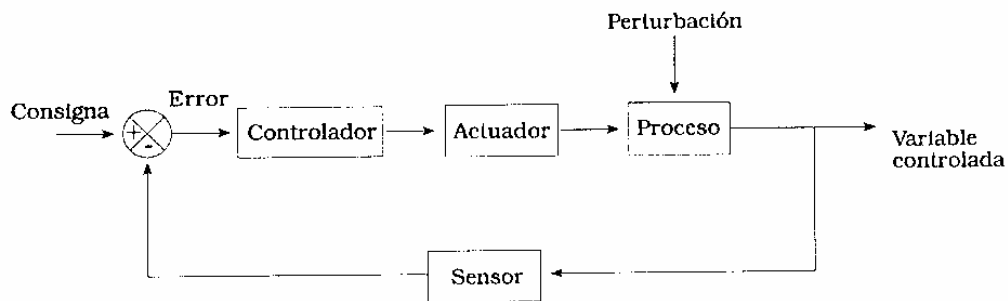 Perturbación
Consigna
+
-
Error
Controlador
Actuador
Proceso
Variable
controlada
Sensor